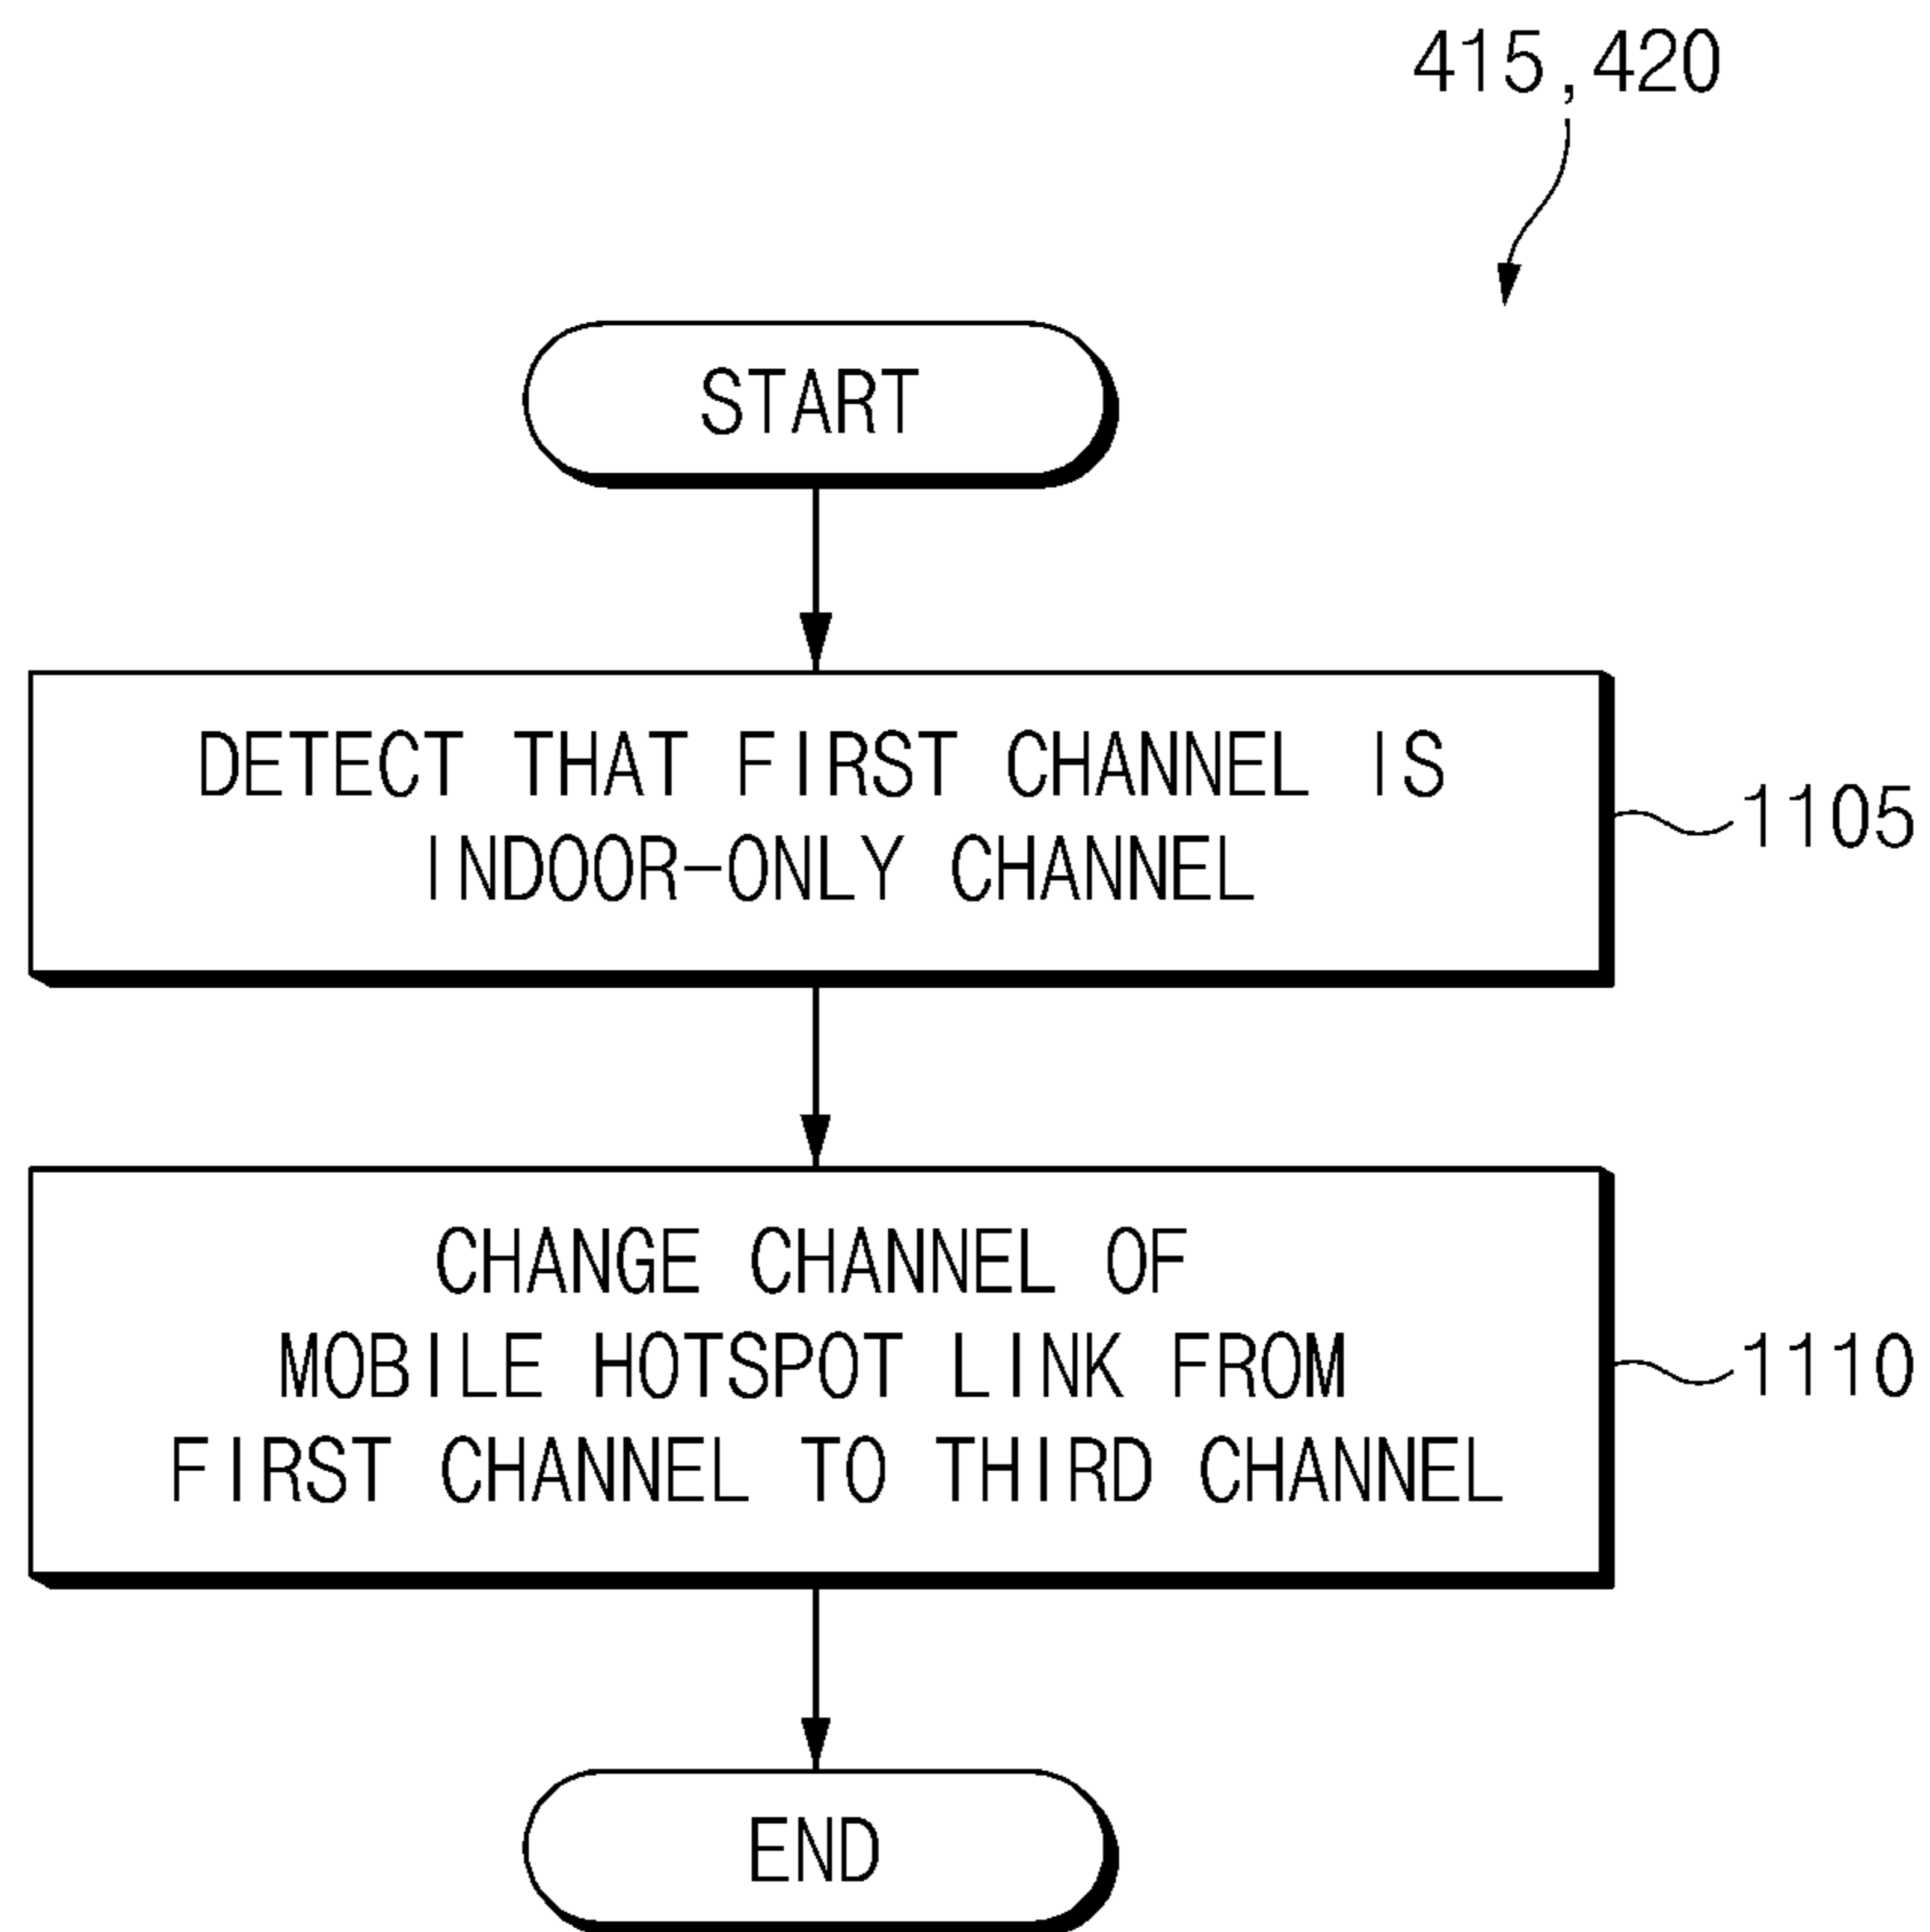 415,420
START
DETECT THAT FIRST CHANNEL IS
INDOOR-ONLY CHANNEL
1105
CHANGE CHANNEL OF
MOBILE HOTSPOT LINK FROM
FIRST CHANNEL TO THIRD CHANNEL
1110
END